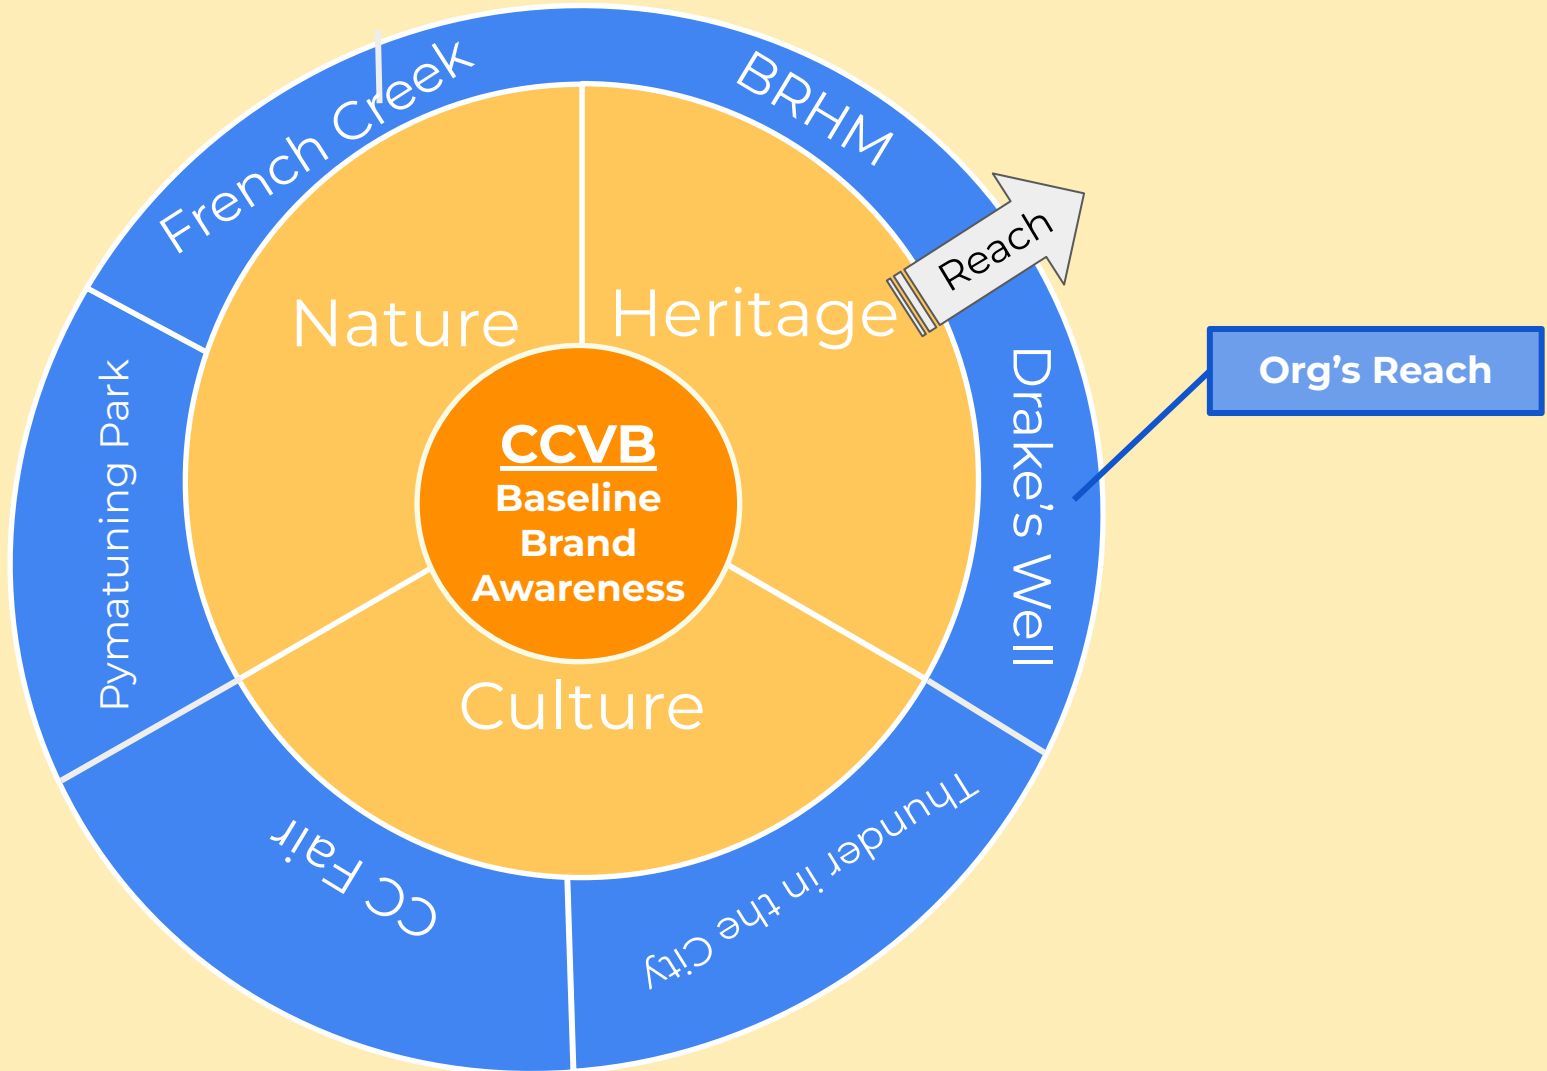 French Creek
BRHM
Reach
Nature
Heritage
Org’s Reach
Pymatuning Park
Drake’s Well
CCVB
Baseline
Brand
Awareness
Culture
CC Fair
Thunder in the City